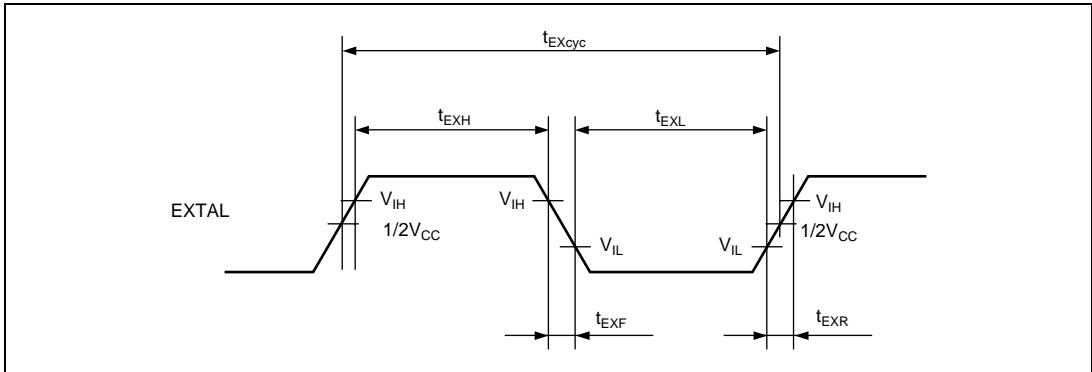 tEXcyc
tEXH
tEXL
EXTAL
VIH
1/2VCC
VIH
VIL
VIL
VIH
1/2VCC
tEXF
tEXR